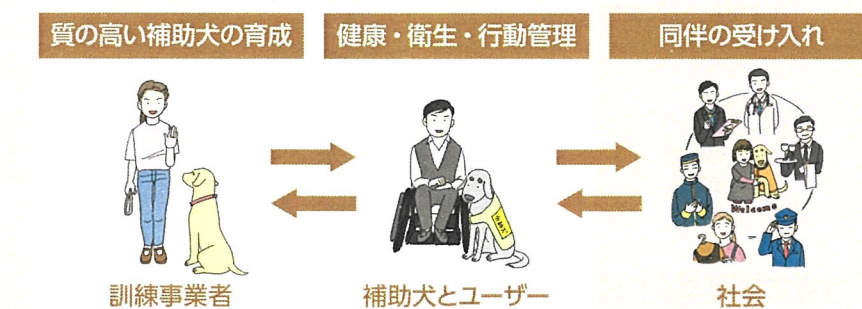 質の高い補助犬の育成
健康・衛生・行動管理
同伴の受け入れ
Welcome
訓練事業者
補助犬とユーザー
社会